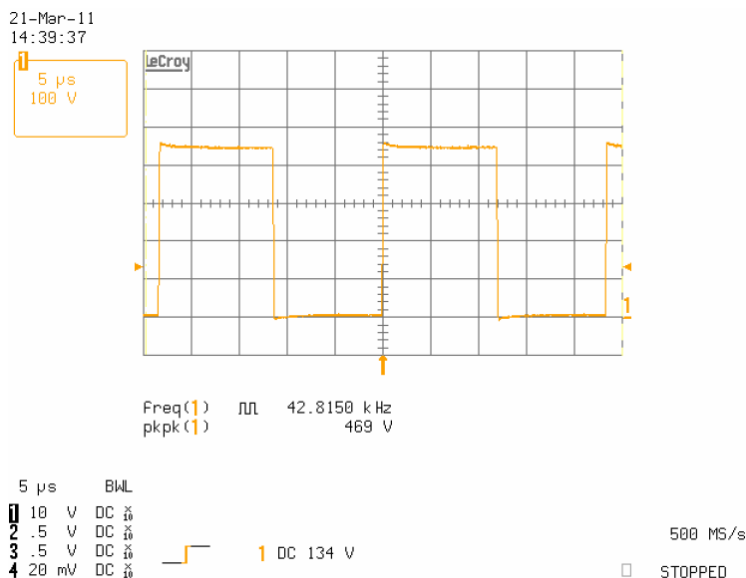 21-Mar-11
14:39:37
1
5 µs
100 V
LeCroy
1
Freq(1) 42.8150 kHz
pkpk(1) 469 V
5 µs BWL
1 10 V DC X10
2 .5 V DC X10
3 .5 V DC X10
4 20 mV DC X10
1 DC 134 V
500 MS/s
STOPPED